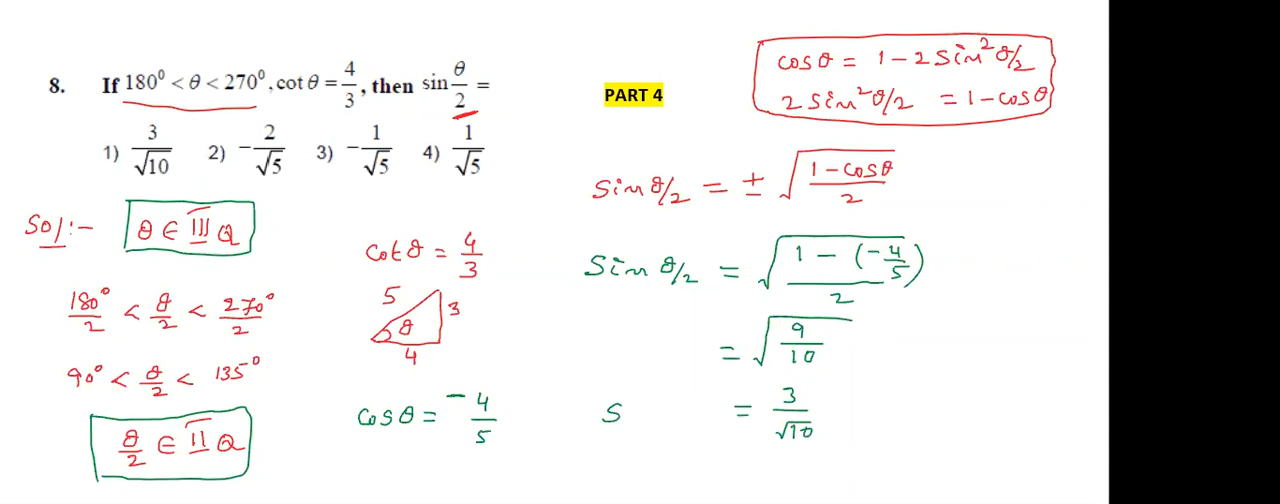 8. If 180⁰ < θ < 270⁰, cot θ = 4/3, then sin θ/2 =
1) 3/√10 2) -2/√5 3) -1/√5 4) 1/√5
Sol:- θ ∈ III Q
180°/2 < θ/2 < 270°/2
90° < θ/2 < 135°
θ/2 ∈ II Q
cot θ = 4/3
5 3
θ
4
cos θ = -4/5
PART 4
cos θ = 1 - 2 sin² θ/2
2 sin² θ/2 = 1 - cos θ
sin θ/2 = ± √((1 - cos θ)/2)
sin θ/2 = √((1 - (-4/5))/2)
= √(9/10)
S = 3/√10